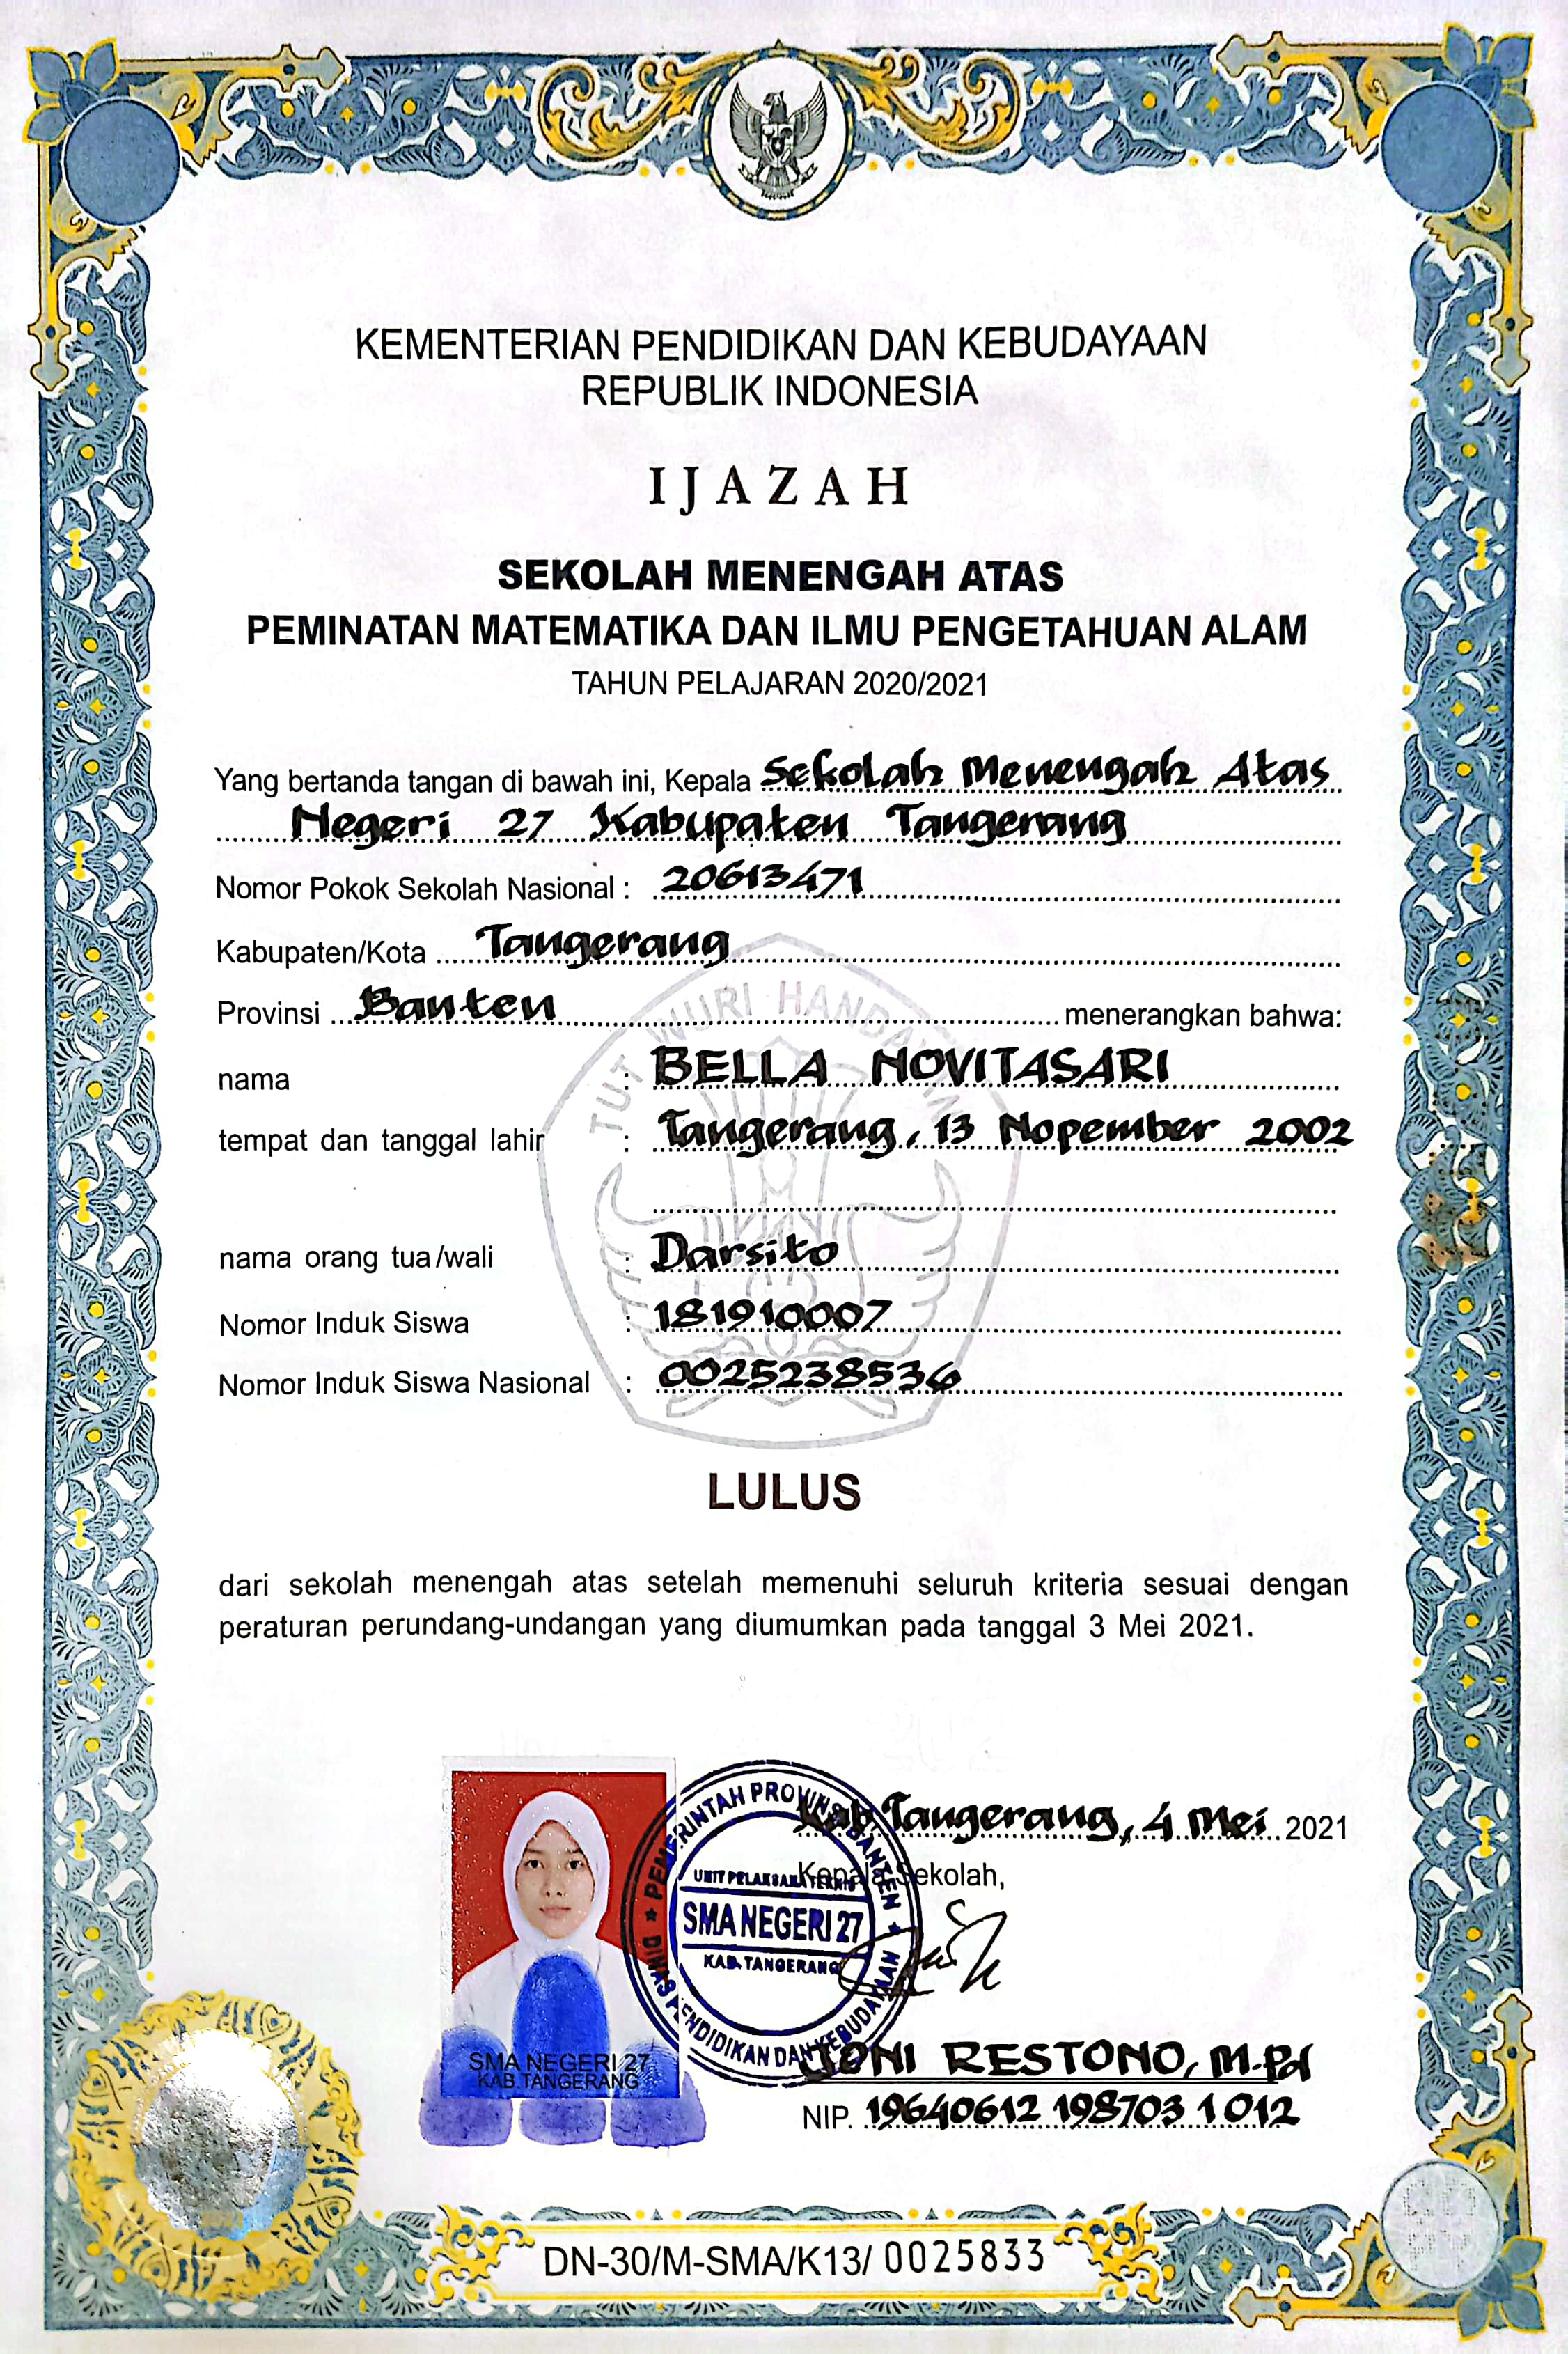 KEMENTERIAN PENDIDIKAN DAN KEBUDAYAAN
REPUBLIK INDONESIA
IJAZAH
SEKOLAH MENENGAH ATAS
PEMINATAN MATEMATIKA DAN ILMU PENGETAHUAN ALAM
TAHUN PELAJARAN 2020/2021
Yang bertanda tangan di bawah ini, Kepala Sekolah Menengah Atas
Negeri 27 Kabupaten Tangerang
Nomor Pokok Sekolah Nasional : 20613471
Kabupaten/Kota Tangerang
Provinsi Banten menerangkan bahwa:
nama : BELLA NOVITASARI
tempat dan tanggal lahir : Tangerang, 13 Nopember 2002
nama orang tua/wali : Darsito
Nomor Induk Siswa : 181910007
Nomor Induk Siswa Nasional : 0025238536
TUT WURI HANDAYANI
LULUS
dari sekolah menengah atas setelah memenuhi seluruh kriteria sesuai dengan
peraturan perundang-undangan yang diumumkan pada tanggal 3 Mei 2021.
Kab Tangerang, 4 Mei 2021
Kepala Sekolah,
PEMERINTAH PROVINSI BANTEN
DINAS PENDIDIKAN DAN KEBUDAYAAN
UNIT PELAKSANA TEKNIS
SMA NEGERI 27
KAB. TANGERANG
SMA NEGERI 27
KAB.TANGERANG
JONI RESTONO, M.Pd
NIP. 19640612 198703 1 012
DN-30/M-SMA/K13/ 0025833